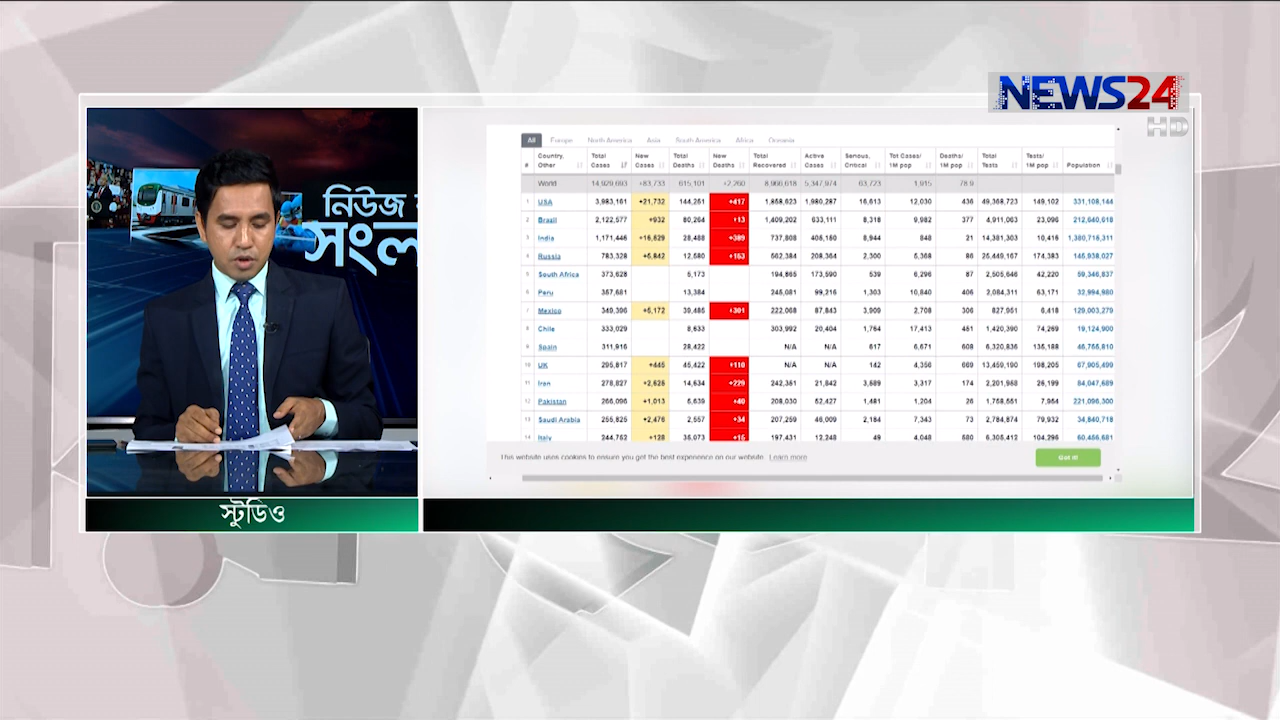 NEWS24
HD
নিউজ
সংল
স্টুডিও
All Europe North America Asia South America Africa Oceania
# Country, Other Total Cases New Cases Total Deaths New Deaths Total Recovered Active Cases Serious, Critical Tot Cases/ 1M pop Deaths/ 1M pop Total Tests Tests/ 1M pop Population
World 14,929,693 +83,733 615,101 +2,260 8,966,618 5,347,974 63,723 1,915 78.9
1 USA 3,983,161 +21,732 144,261 +417 1,858,623 1,980,287 16,613 12,030 436 49,368,723 149,102 331,108,144
2 Brazil 2,122,577 +932 80,264 +13 1,409,202 633,111 8,318 9,982 377 4,911,063 23,096 212,640,618
3 India 1,171,446 +16,829 28,488 +389 737,808 405,150 8,944 848 21 14,381,303 10,416 1,380,716,311
4 Russia 783,328 +5,842 12,580 +153 562,384 208,364 2,300 5,368 86 25,449,167 174,383 145,938,027
5 South Africa 373,628 5,173 194,865 173,590 539 6,296 87 2,505,646 42,220 59,346,837
6 Peru 357,681 13,384 245,081 99,216 1,303 10,840 406 2,084,311 63,171 32,994,980
7 Mexico 349,396 +5,172 39,485 +301 222,068 87,843 3,909 2,708 306 827,951 6,418 129,003,279
8 Chile 333,029 8,633 303,992 20,404 1,764 17,413 451 1,420,390 74,269 19,124,900
9 Spain 311,916 28,422 N/A N/A 617 6,671 608 6,320,836 135,188 46,755,810
10 UK 295,817 +445 45,422 +110 N/A N/A 142 4,356 669 13,459,190 198,205 67,905,499
11 Iran 278,827 +2,625 14,634 +229 242,351 21,842 3,589 3,317 174 2,201,968 26,199 84,047,689
12 Pakistan 266,096 +1,013 5,639 +40 208,030 52,427 1,481 1,204 26 1,758,551 7,954 221,096,300
13 Saudi Arabia 255,825 +2,476 2,557 +34 207,259 46,009 2,184 7,343 73 2,784,874 79,932 34,840,718
14 Italy 244,752 +128 35,073 +15 197,431 12,248 49 4,048 580 6,305,412 104,296 60,456,681
This website uses cookies to ensure you get the best experience on our website. Learn more
Got it!